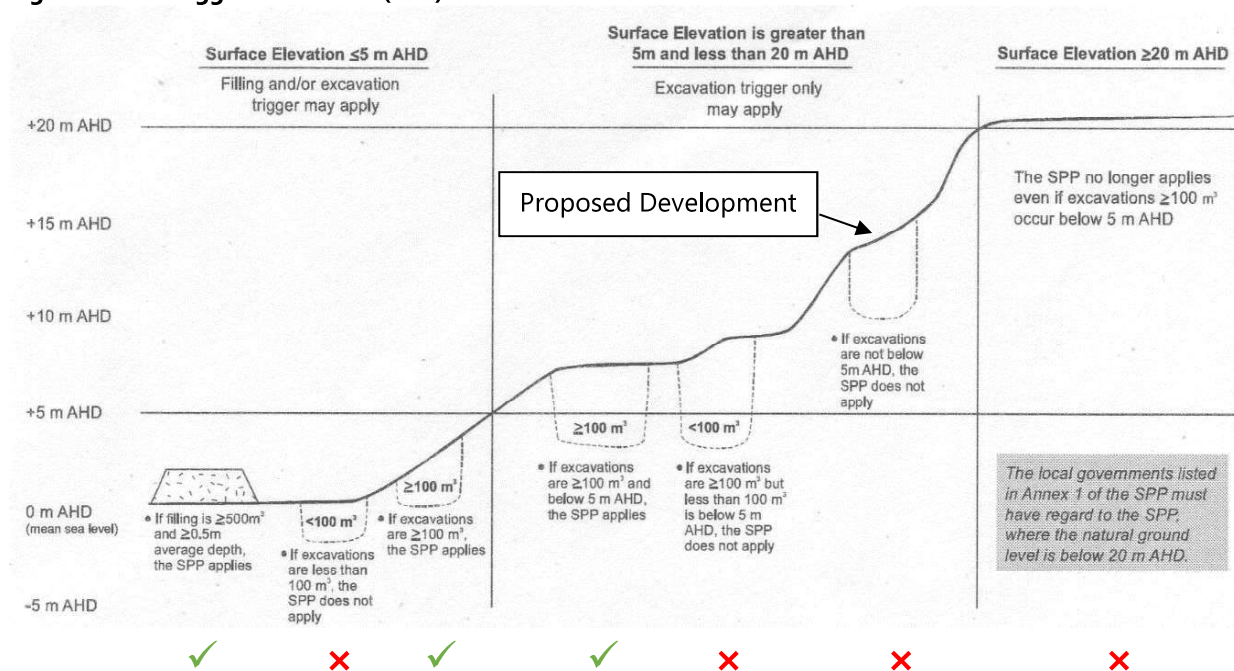 Surface Elevation ≤5 m AHD
Filling and/or excavation
trigger may apply
Surface Elevation is greater than
5m and less than 20 m AHD
Excavation trigger only
may apply
Surface Elevation ≥20 m AHD
+20 m AHD
+15 m AHD
+10 m AHD
+5 m AHD
0 m AHD
(mean sea level)
-5 m AHD
Proposed Development
The SPP no longer applies
even if excavations ≥100 m³
occur below 5 m AHD
• If excavations
are not below
5m AHD, the
SPP does not
apply
≥100 m³
<100 m³
≥100 m³
<100 m³
• If filling is ≥500m³
and ≥0.5m
average depth,
the SPP applies
• If excavations
are less than
100 m³, the
SPP does not
apply
• If excavations
are ≥100 m³,
the SPP applies
• If excavations
are ≥100 m³ and
below 5 m AHD,
the SPP applies
• If excavations
are ≥100 m³ but
less than 100 m³
is below 5 m
AHD, the SPP
does not apply
The local governments listed
in Annex 1 of the SPP must
have regard to the SPP,
where the natural ground
level is below 20 m AHD.